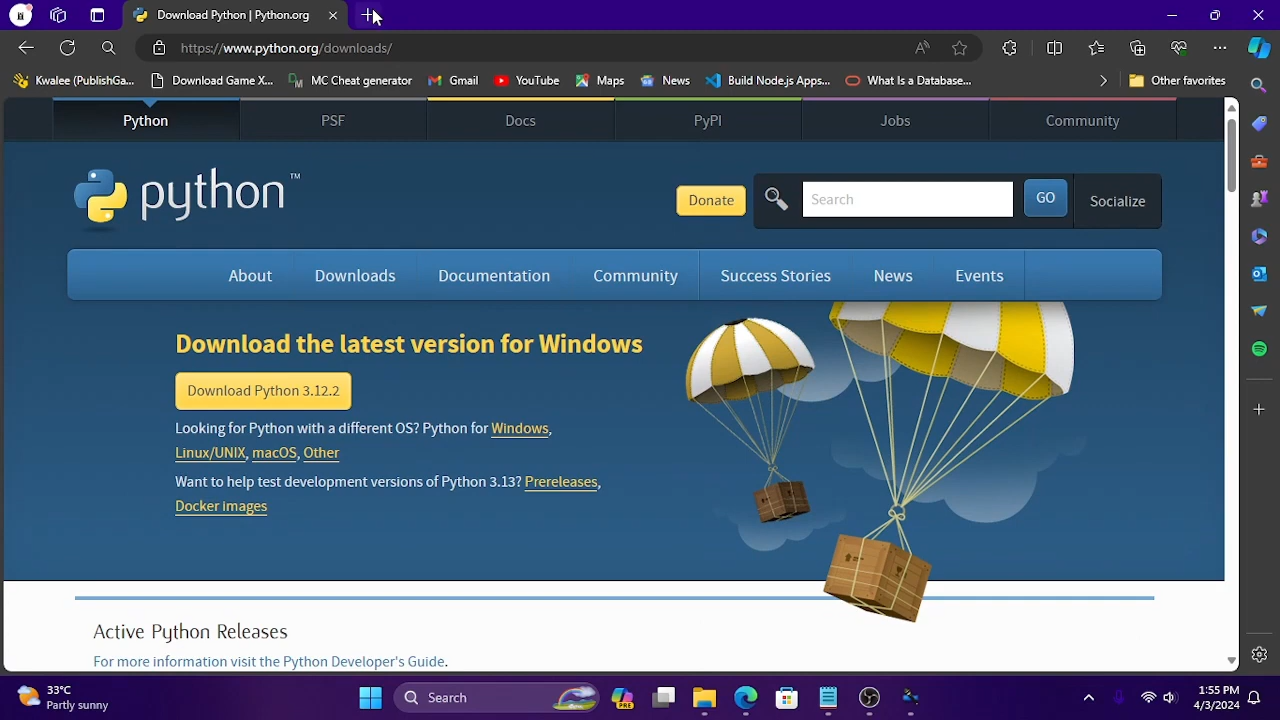 Download Python | Python.org
https://www.python.org/downloads/
Kwalee (PublishGa...
Download Game X...
MC Cheat generator
Gmail
YouTube
Maps
News
Build Node.js Apps...
What Is a Database...
Other favorites
Python
PSF
Docs
PyPI
Jobs
Community
python™
Donate
Search
GO
Socialize
About
Downloads
Documentation
Community
Success Stories
News
Events
Download the latest version for Windows
Download Python 3.12.2
Looking for Python with a different OS? Python for Windows,
Linux/UNIX, macOS, Other
Want to help test development versions of Python 3.13? Prereleases,
Docker images
Active Python Releases
For more information visit the Python Developer's Guide.
33°C
Partly sunny
Search
PRE
1:55 PM
4/3/2024